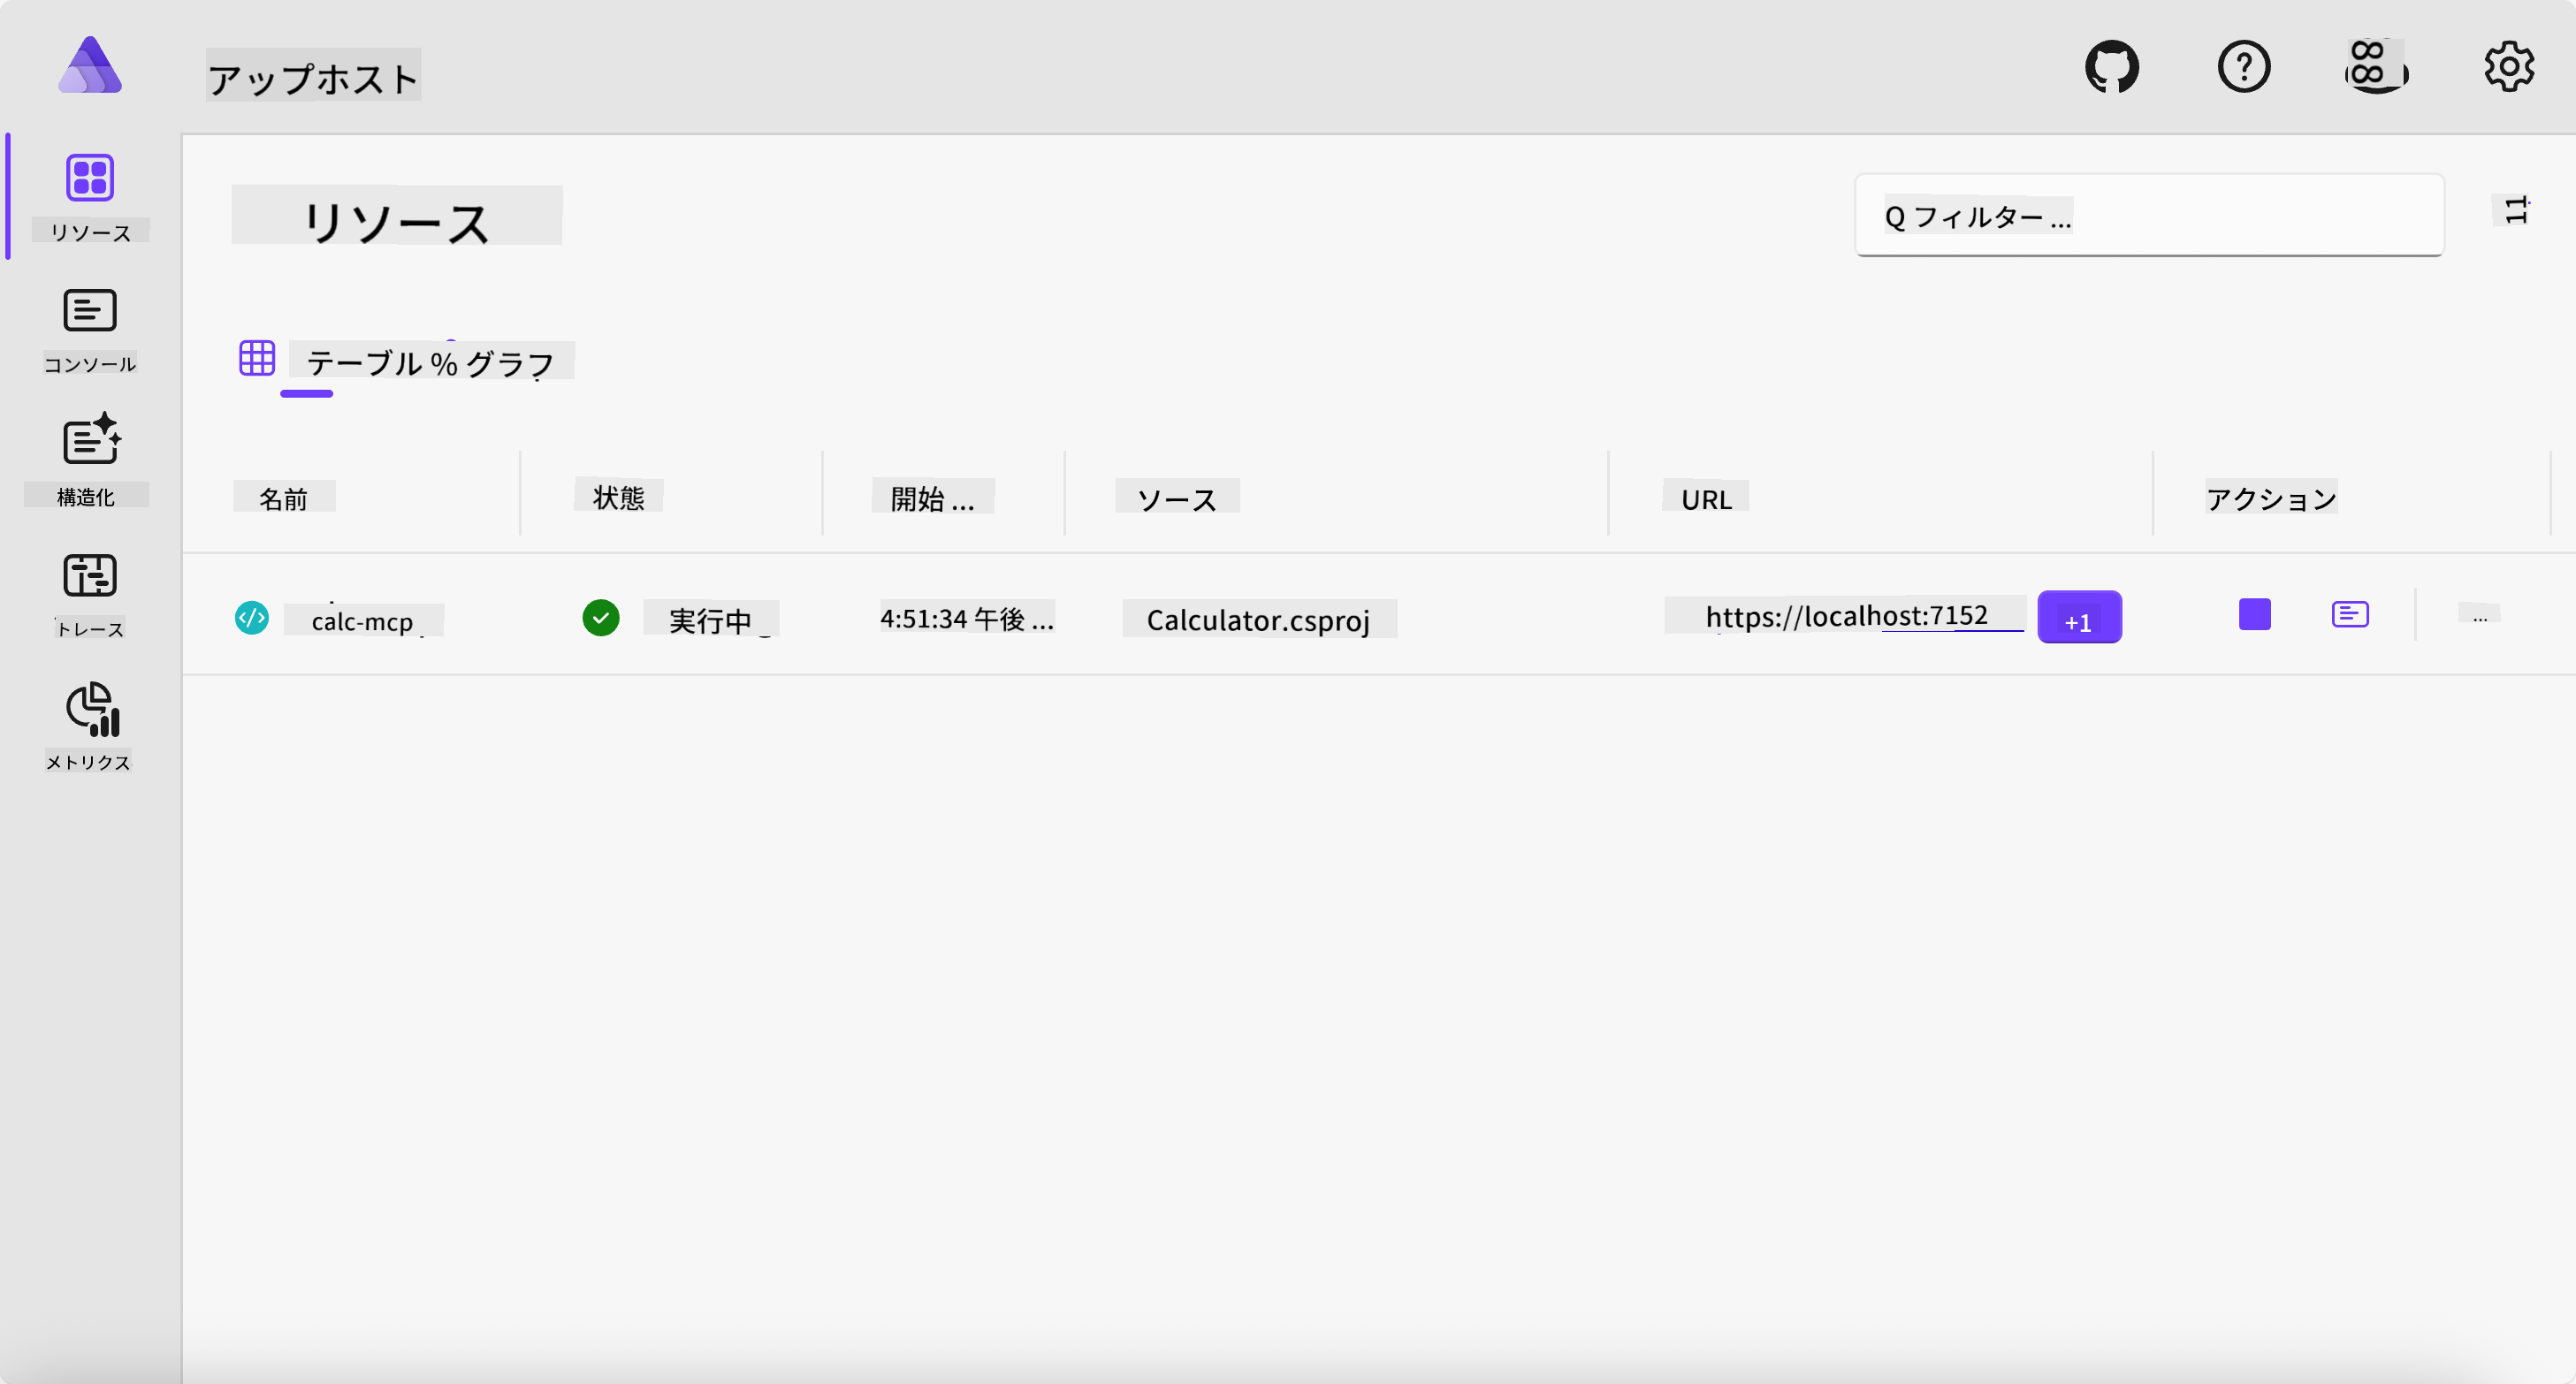 アップホスト
リソース
コンソール
構造化
トレース
メトリクス
リソース
Q フィルター ...
11
テーブル % グラフ
名前 状態 開始 ... ソース URL アクション
calc-mcp 実行中 4:51:34 午後 ... Calculator.csproj https://localhost:7152 +1 ...